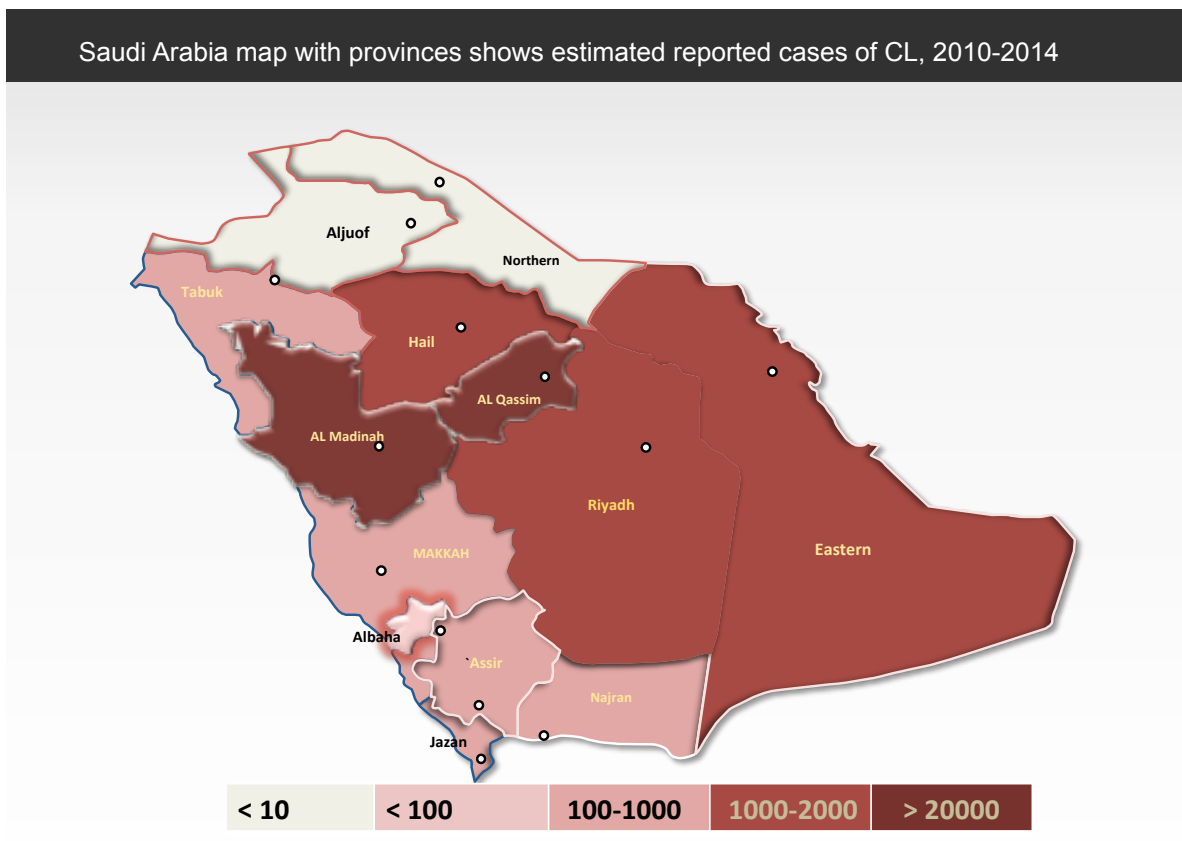 Saudi Arabia map with provinces shows estimated reported cases of CL, 2010-2014
Aljuof
Northern
Tabuk
Hail
AL Qassim
AL Madinah
Riyadh
MAKKAH
Eastern
Albaha
Assir
Najran
Jazan
< 10
< 100
100-1000
1000-2000
> 20000